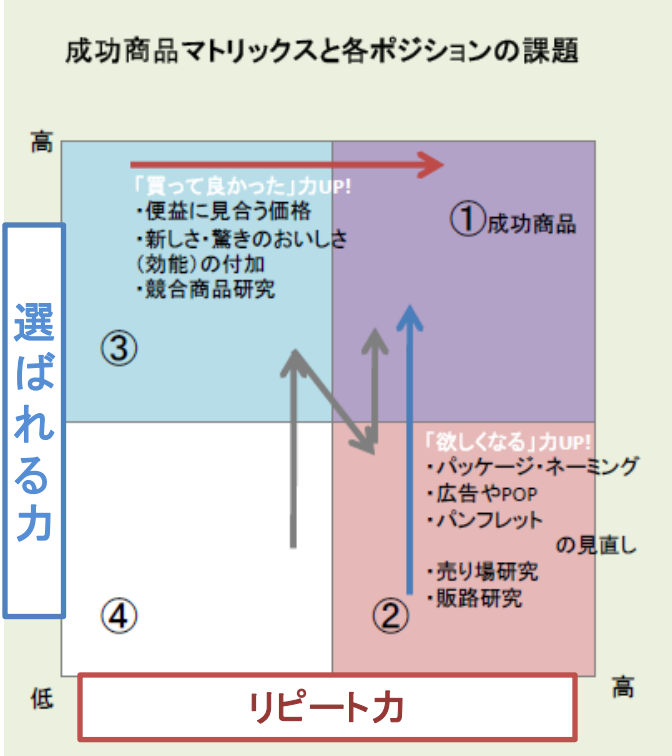 成功商品マトリックスと各ポジションの課題
高
「買って良かった」力UP!
・便益に見合う価格
・新しさ・驚きのおいしさ
（効能）の付加
・競合商品研究
①成功商品
③
選ばれる力
「欲しくなる」力UP!
・パッケージ・ネーミング
・広告やPOP
・パンフレット
の見直し
・売り場研究
・販路研究
④
②
低
リピート力
高